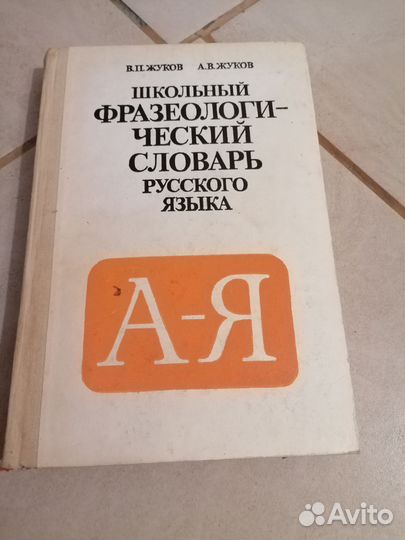 В.П. ЖУКОВ А.В. ЖУКОВ
ШКОЛЬНЫЙ
ФРАЗЕОЛОГИ-
ЧЕСКИЙ
СЛОВАРЬ
РУССКОГО
ЯЗЫКА
А-Я
Avito